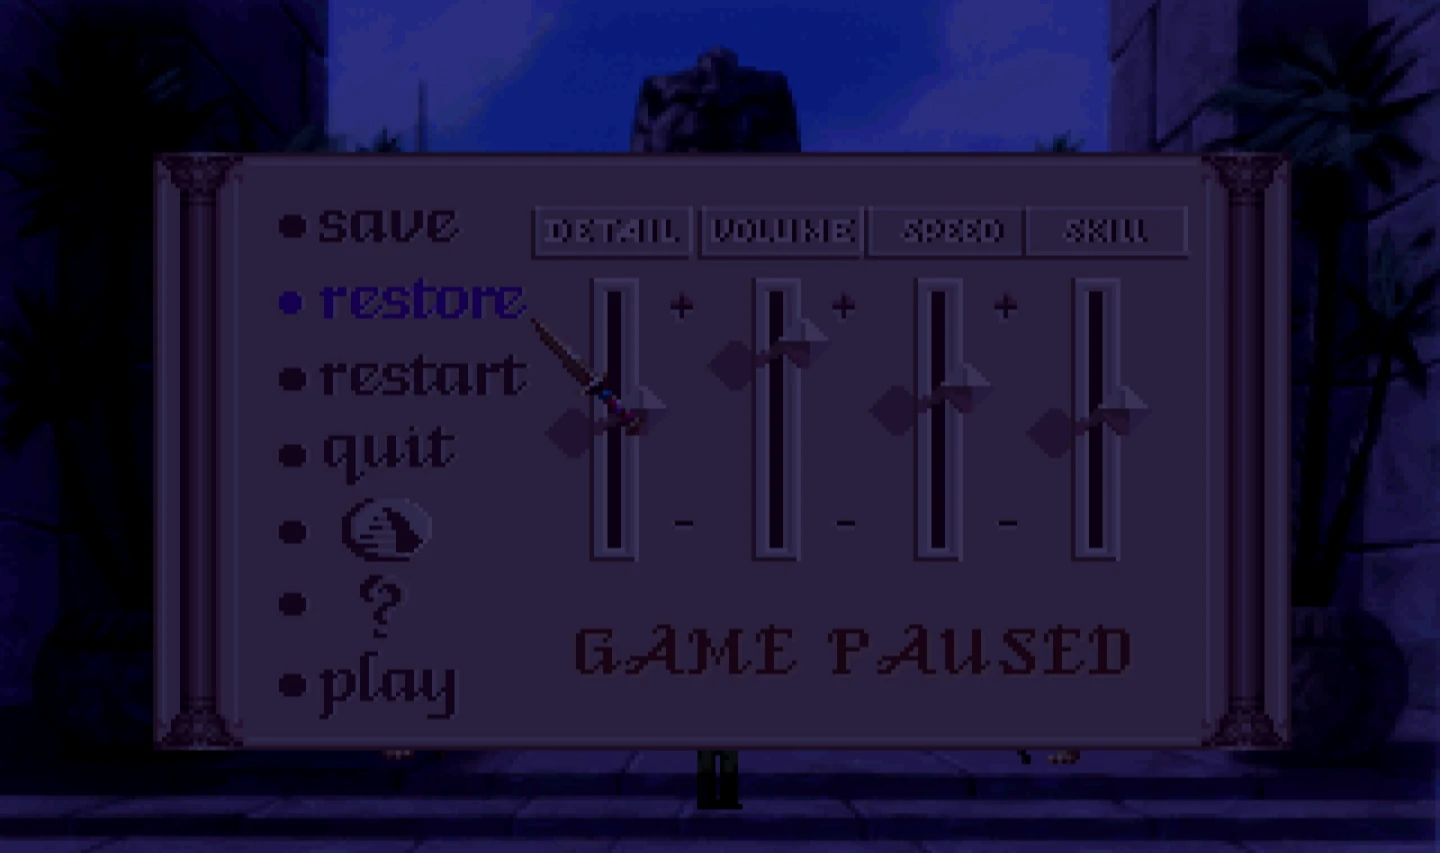 save
DETAIL VOLUME SPEED SKILL
restore
+ + +
restart
quit
- - -
?
GAME PAUSED
play